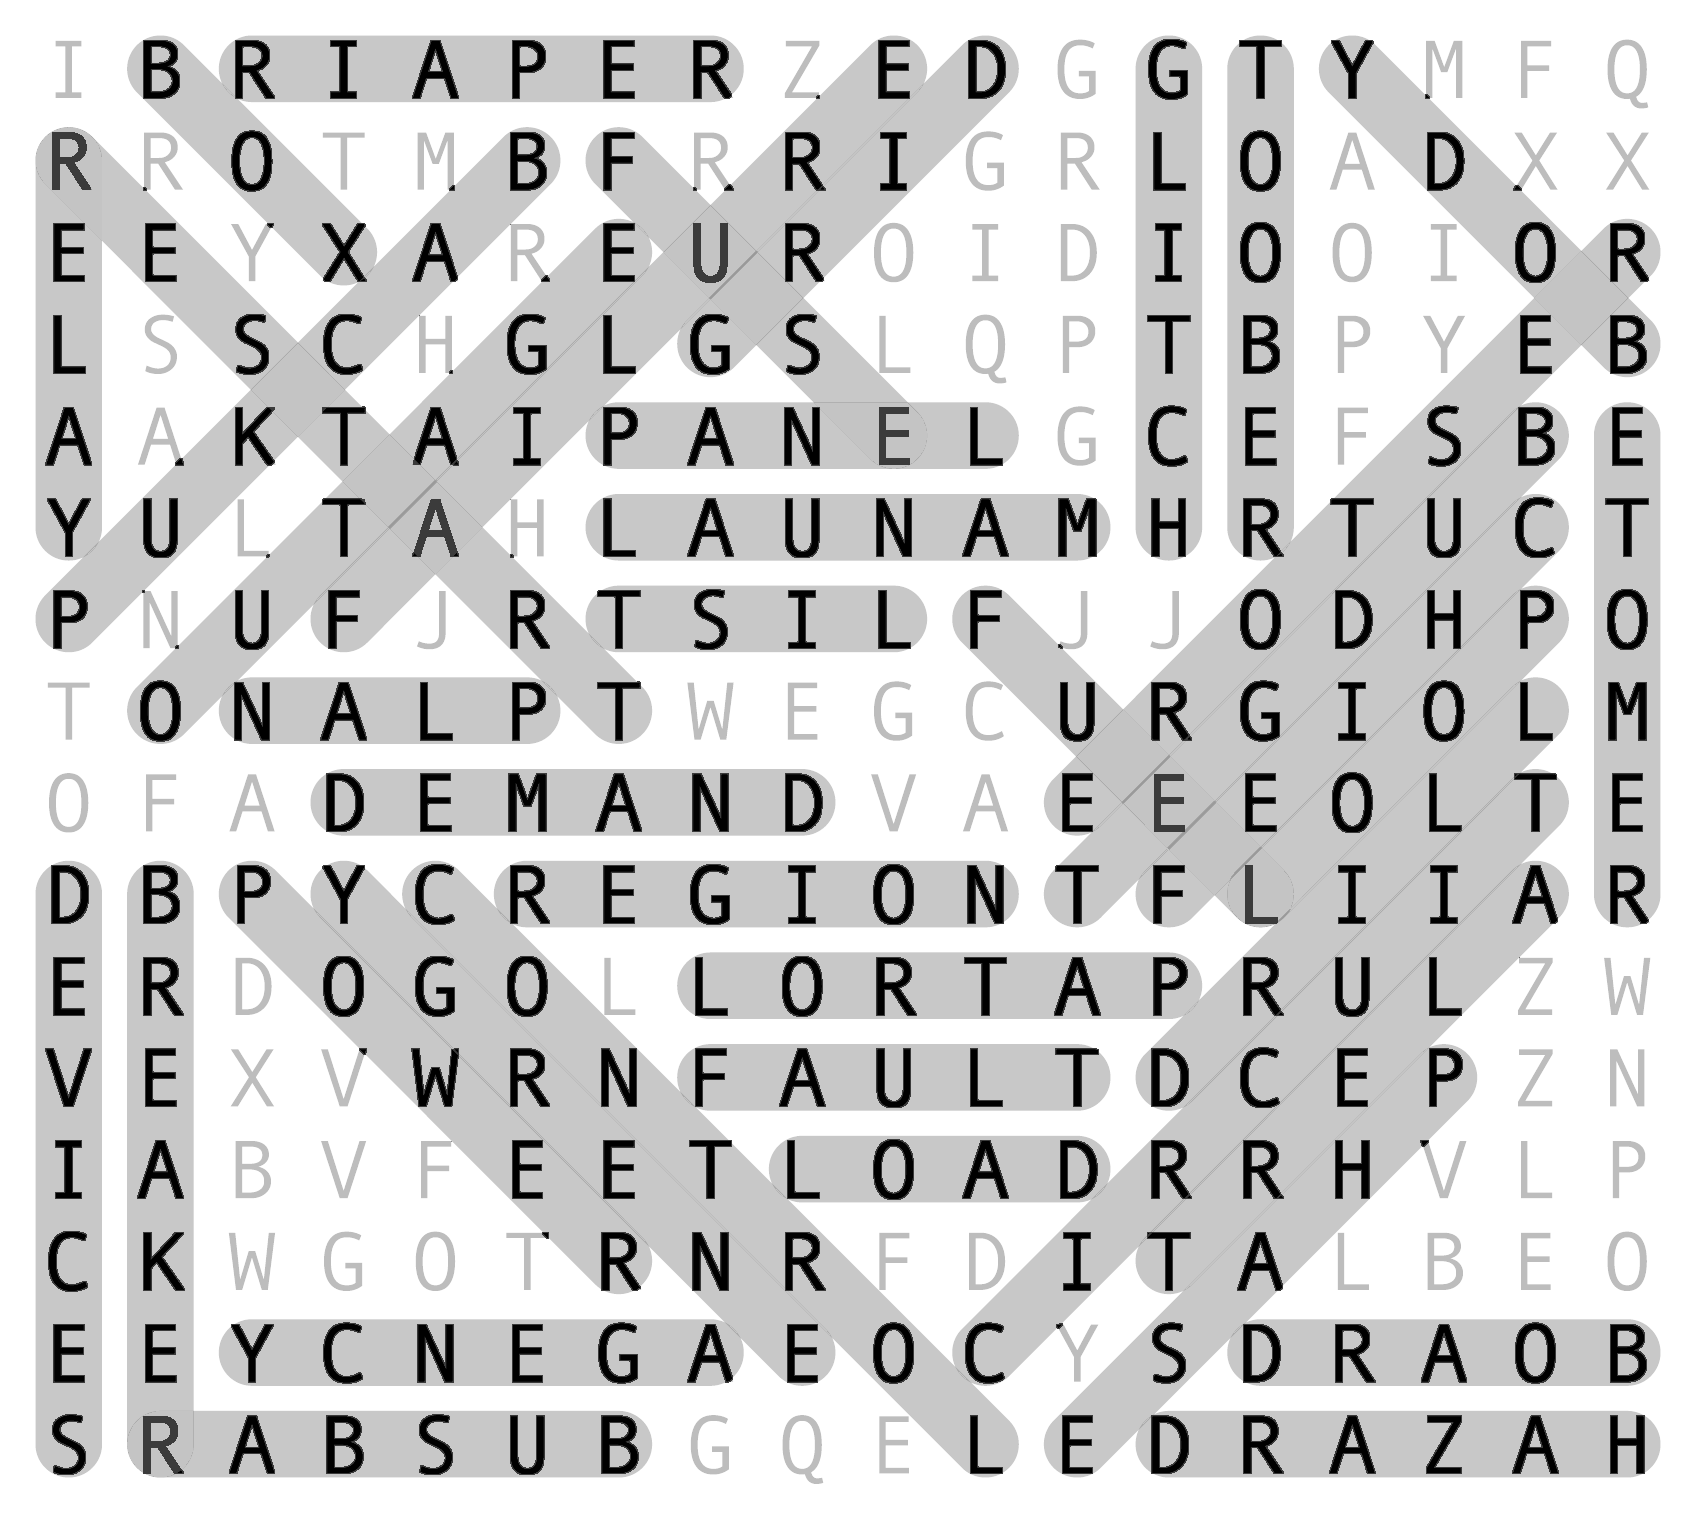 I B R I A P E R Z E D G G T Y M F Q
R R O T M B F R R I G R L O A D X X
E E Y X A R E U R O I D I O O I O R
L S S C H G L G S L Q P T B P Y E B
A A K T A I P A N E L G C E F S B E
Y U L T A H L A U N A M H R T U C T
P N U F J R T S I L F J J O D H P O
T O N A L P T W E G C U R G I O L M
O F A D E M A N D V A E E E O L T E
D B P Y C R E G I O N T F L I I A R
E R D O G O L L O R T A P R U L Z W
V E X V W R N F A U L T D C E P Z N
I A B V F E E T L O A D R R H V L P
C K W G O T R N R F D I T A L B E O
E E Y C N E G A E O C Y S D R A O B
S R A B S U B G Q E L E D R A Z A H